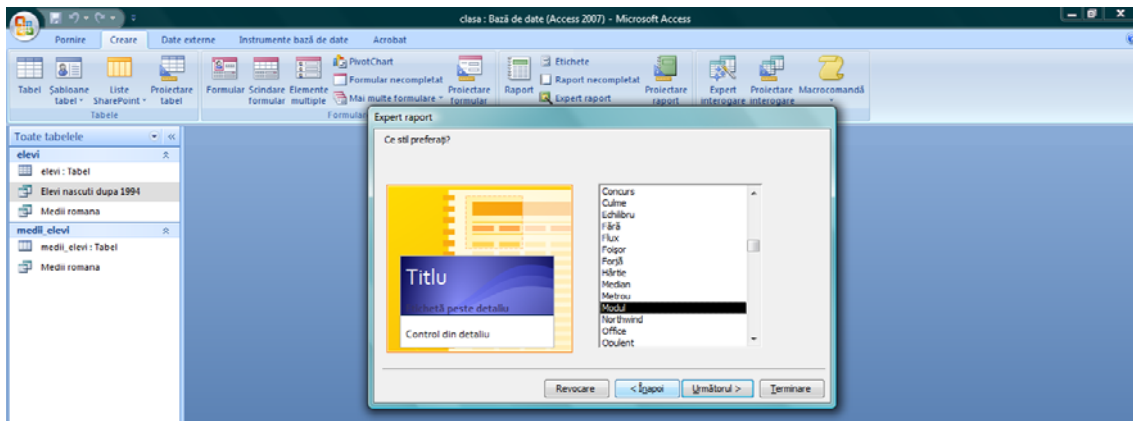 clasa : Bază de date (Access 2007) - Microsoft Access
Pornire Creare Date externe Instrumente bază de date Acrobat
Tabel
Șabloane tabel
Liste SharePoint
Proiectare tabel
Tabele
Formular
Scindare formular
Elemente multiple
PivotChart
Formular necompletat
Mai multe formulare
Proiectare formular
Formular
Raport
Etichete
Raport necompletat
Expert raport
Proiectare raport
Expert interogare
Proiectare interogare
Macrocomandă
Toate tabelele
elevi
elevi : Tabel
Elevi nascuti dupa 1994
Medii romana
medii_elevi
medii_elevi : Tabel
Medii romana
Expert raport
Ce stil preferați?
Titlu
peste detaliu
Control din detaliu
Concurs
Culme
Echilibru
Fără
Flux
Foișor
Forjă
Hârtie
Median
Metrou
Modul
Northwind
Office
Opulent
Revocare < Înapoi Următorul > Terminare